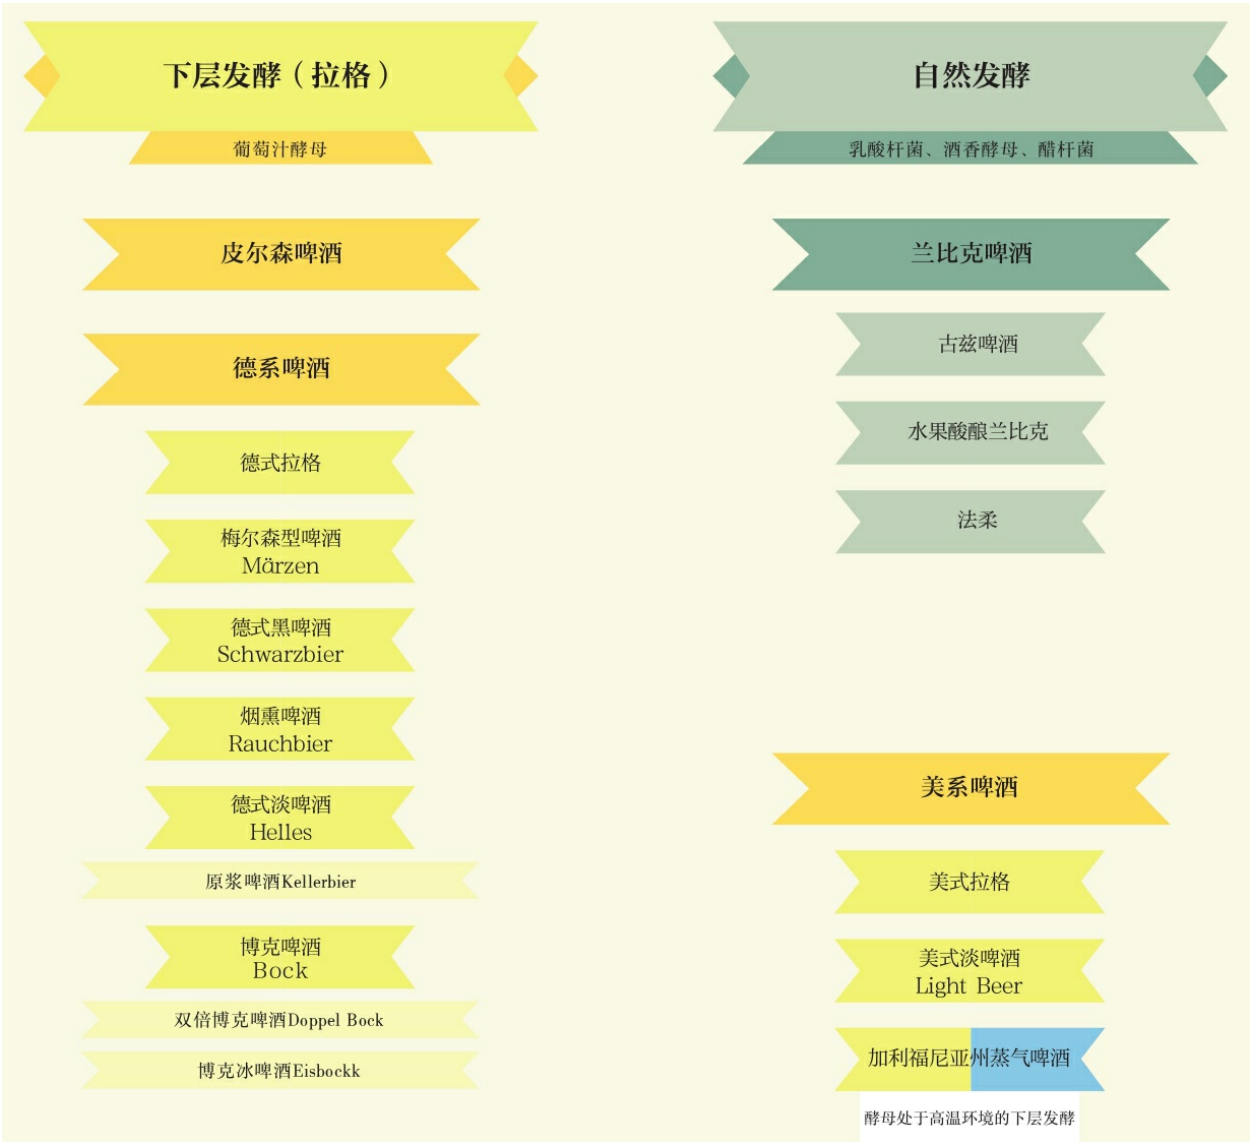 下层发酵（拉格）
葡萄汁酵母
皮尔森啤酒
德系啤酒
德式拉格
梅尔森型啤酒
Märzen
德式黑啤酒
Schwarzbier
烟熏啤酒
Rauchbier
德式淡啤酒
Helles
原浆啤酒Kellerbier
博克啤酒
Bock
双倍博克啤酒Doppel Bock
博克冰啤酒Eisbockk
自然发酵
乳酸杆菌、酒香酵母、醋杆菌
兰比克啤酒
古兹啤酒
水果酸酿兰比克
法柔
美系啤酒
美式拉格
美式淡啤酒
Light Beer
加利福尼亚州蒸气啤酒
酵母处于高温环境的下层发酵